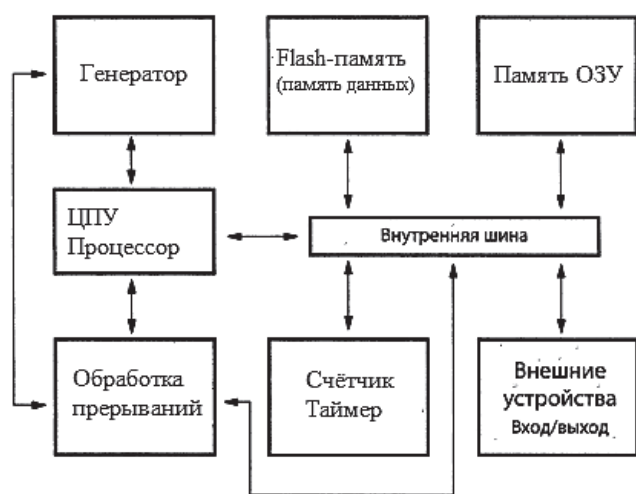 Генератор
Flash-память
(память данных)
Память ОЗУ
ЦПУ
Процессор
Внутренняя шина
Обработка
прерываний
Счётчик
Таймер
Внешние
устройства
Вход/выход